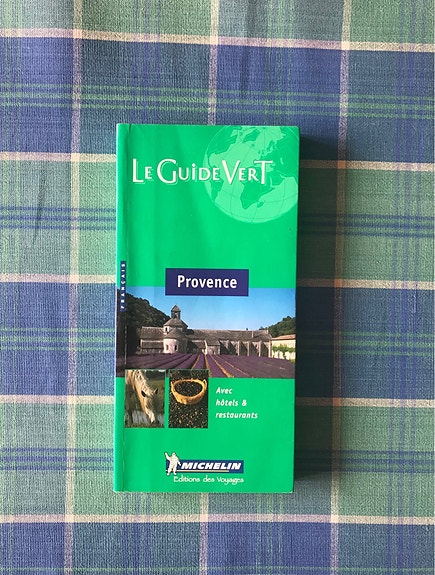 LE GUIDE VERT
Provence
FRANÇAIS
Avec
hôtels &
restaurants
MICHELIN
Editions des Voyages